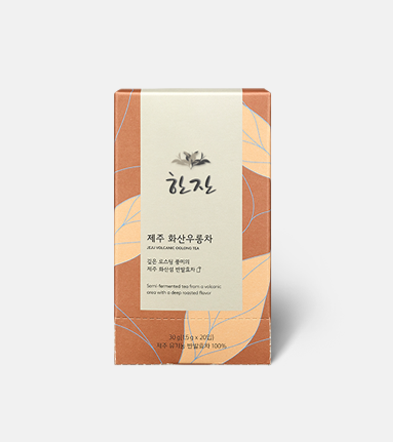 한잔
제주 화산우롱차
JEJU VOLCANIC OOLONG TEA
깊은 로스팅 풍미의
제주 화산섬 반발효차
Semi fermented tea from a volcanic
area with a deep roasted flavor
30 g(1.5 g x 20입)
제주 유기농 반발효차 100%